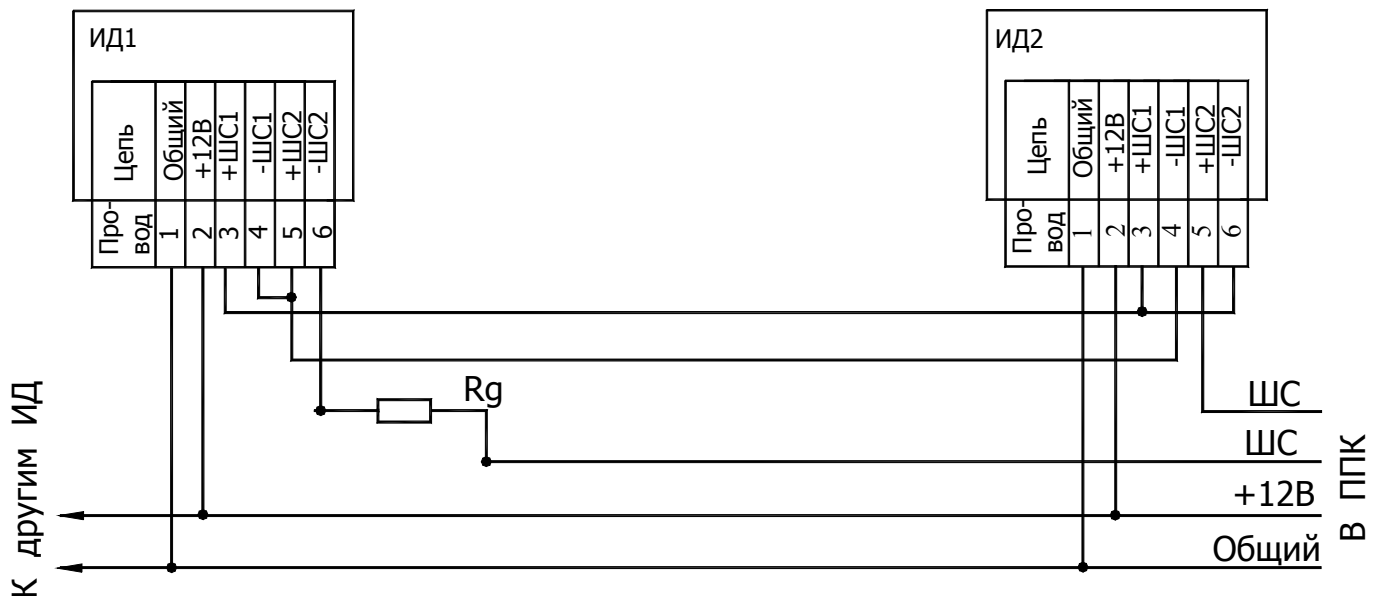 ИД1
Цепь
Общий
+12В
+ШС1
-ШС1
+ШС2
-ШС2
Про-
вод
1
2
3
4
5
6
ИД2
Цепь
Общий
+12В
+ШС1
-ШС1
+ШС2
-ШС2
Про-
вод
1
2
3
4
5
6
Rg
ШС
ШС
+12В
Общий
К другим ИД
В ППК